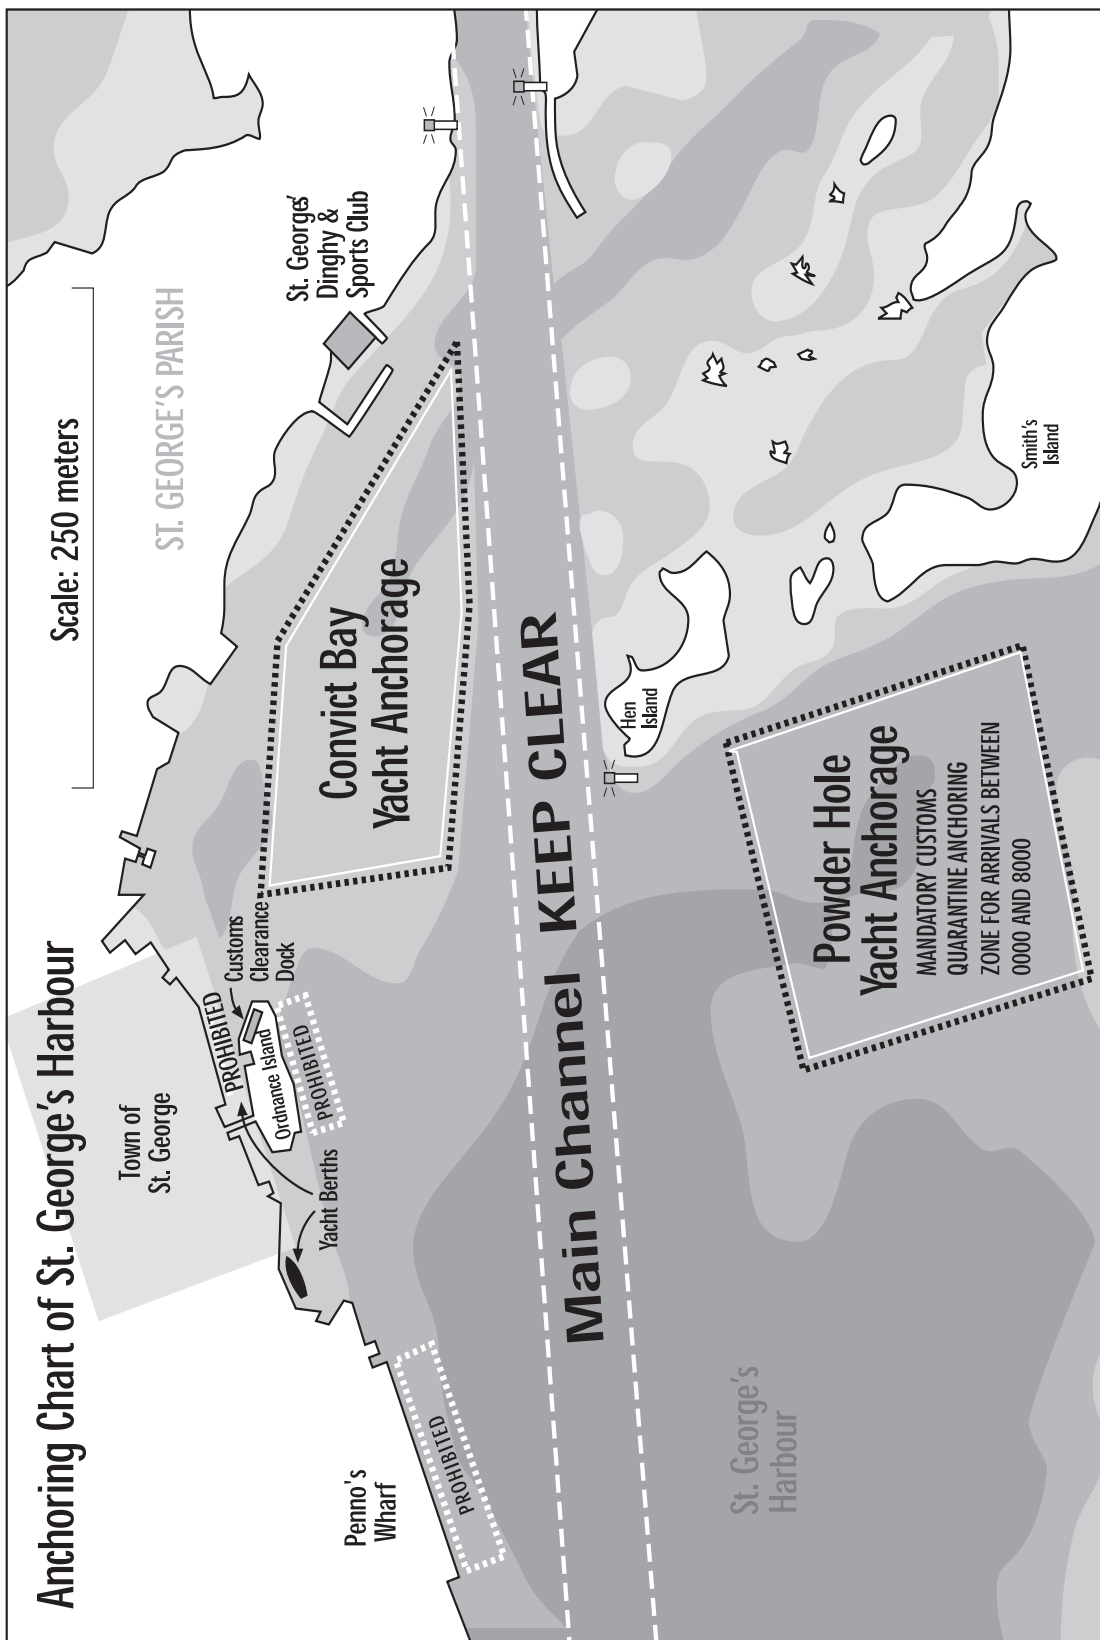 Anchoring Chart of St. George's Harbour
Scale: 250 meters
ST. GEORGE'S PARISH
Town of
St. George
St. Georges'
Dinghy &
Sports Club
Customs
Clearance
Dock
PROHIBITED
Ordnance Island
PROHIBITED
Yacht Berths
Penno's
Wharf
PROHIBITED
Convict Bay
Yacht Anchorage
Main Channel KEEP CLEAR
Hen
Island
Smith's
Island
Powder Hole
Yacht Anchorage
MANDATORY CUSTOMS
QUARANTINE ANCHORING
ZONE FOR ARRIVALS BETWEEN
0000 AND 8000
St. George's
Harbour